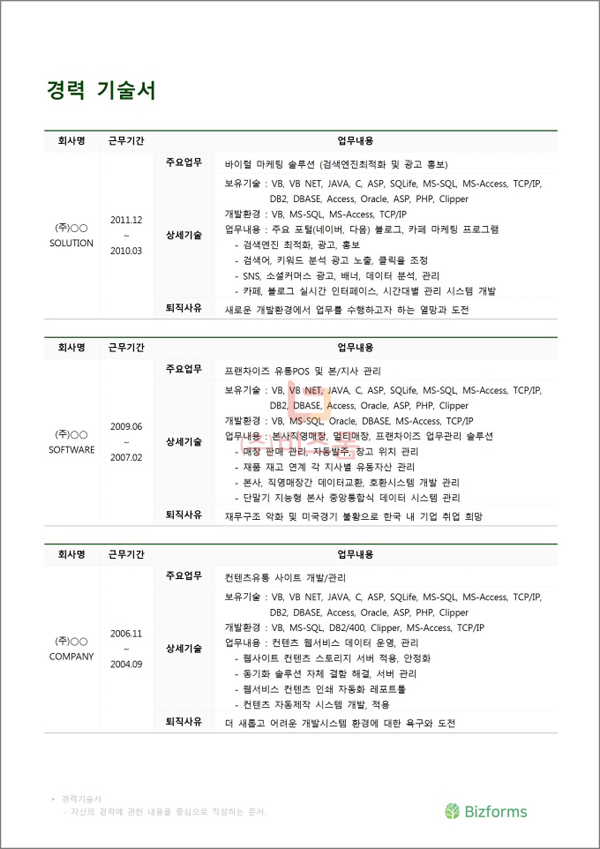 경력 기술서
회사명 근무기간 업무내용
주요업무 바이럴 마케팅 솔루션 (검색엔진최적화 및 광고 홍보)
보유기술 : VB, VB NET, JAVA, C, ASP, SQLife, MS-SQL, MS-Access, TCP/IP,
DB2, DBASE, Access, Oracle, ASP, PHP, Clipper
개발환경 : VB, MS-SQL, MS-Access, TCP/IP
(주)○○ SOLUTION 2011.12 ~ 2010.03 상세기술 업무내용 : 주요 포털(네이버, 다음) 블로그, 카페 마케팅 프로그램
- 검색엔진 최적화, 광고, 홍보
- 검색어, 키워드 분석 광고 노출, 클릭율 조정
- SNS, 소셜커머스 광고, 배너, 데이터 분석, 관리
- 카페, 블로그 실시간 인터페이스, 시간대별 관리 시스템 개발
퇴직사유 새로운 개발환경에서 업무를 수행하고자 하는 열망과 도전
회사명 근무기간 업무내용
주요업무 프랜차이즈 유통POS 및 본/지사 관리
보유기술 : VB, VB NET, JAVA, C, ASP, SQLife, MS-SQL, MS-Access, TCP/IP,
DB2, DBASE, Access, Oracle, ASP, PHP, Clipper
개발환경 : VB, MS-SQL, Oracle, DBASE, MS-Access, TCP/IP
(주)○○ SOFTWARE 2009.06 ~ 2007.02 상세기술 업무내용 : 본사직영매장, 멀티매장, 프랜차이즈 업무관리 솔루션
- 매장 판매 관리, 자동발주, 창고 위치 관리
- 재품 재고 연계 각 지사별 유동자산 관리
- 본사, 직영매장간 데이터교환, 호환시스템 개발 관리
- 단말기 지능형 본사 중앙통합식 데이터 시스템 관리
퇴직사유 재무구조 악화 및 미국경기 불황으로 한국 내 기업 취업 희망
(주)비즈폼
회사명 근무기간 업무내용
주요업무 컨텐츠유통 사이트 개발/관리
보유기술 : VB, VB NET, JAVA, C, ASP, SQLife, MS-SQL, MS-Access, TCP/IP,
DB2, DBASE, Access, Oracle, ASP, PHP, Clipper
개발환경 : VB, MS-SQL, DB2/400, Clipper, MS-Access, TCP/IP
(주)○○ COMPANY 2006.11 ~ 2004.09 상세기술 업무내용 : 컨텐츠 웹서비스 데이터 운영, 관리
- 웹사이트 컨텐츠 스토리지 서버 적용, 안정화
- 동기화 솔루션 자체 결함 해결, 서버 관리
- 웹서비스 컨텐츠 인쇄 자동화 레포트툴
- 컨텐츠 자동제작 시스템 개발, 적용
퇴직사유 더 새롭고 어려운 개발시스템 환경에 대한 욕구와 도전
• 경력기술서
- 자신의 경력에 관한 내용을 중심으로 작성하는 문서.
Bizforms